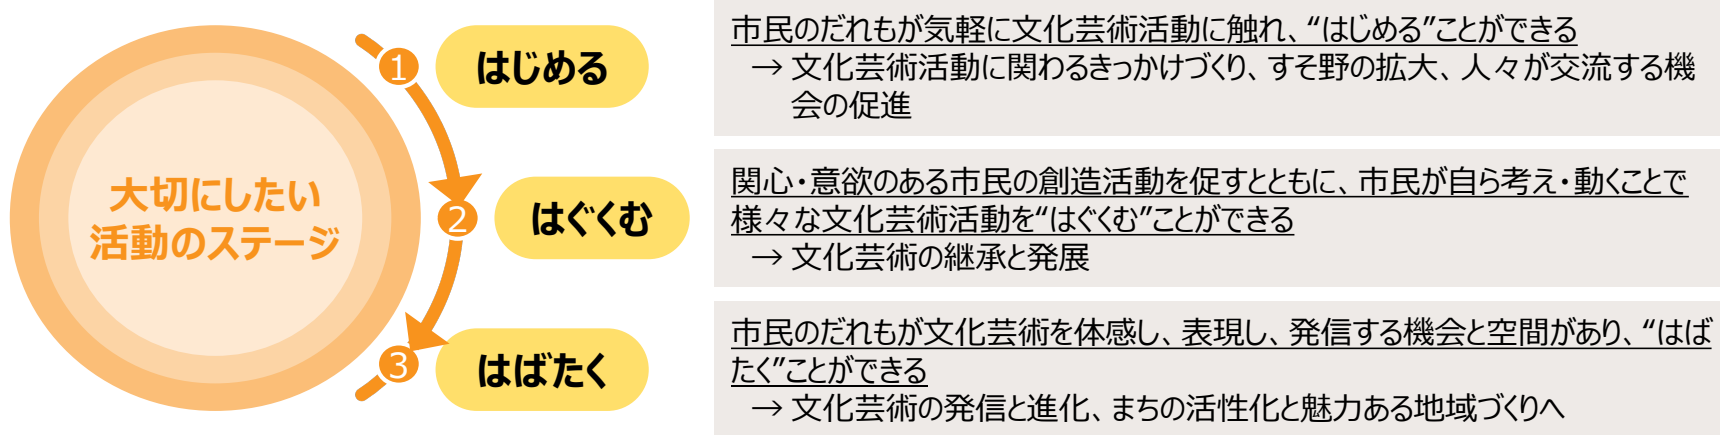 大切にしたい
活動のステージ
1
はじめる
市民のだれもが気軽に文化芸術活動に触れ、“はじめる”ことができる
→ 文化芸術活動に関わるきっかけづくり、すそ野の拡大、人々が交流する機
会の促進
2
はぐくむ
関心・意欲のある市民の創造活動を促すとともに、市民が自ら考え・動くことで
様々な文化芸術活動を“はぐくむ”ことができる
→ 文化芸術の継承と発展
3
はばたく
市民のだれもが文化芸術を体感し、表現し、発信する機会と空間があり、“はば
たく”ことができる
→ 文化芸術の発信と進化、まちの活性化と魅力ある地域づくりへ